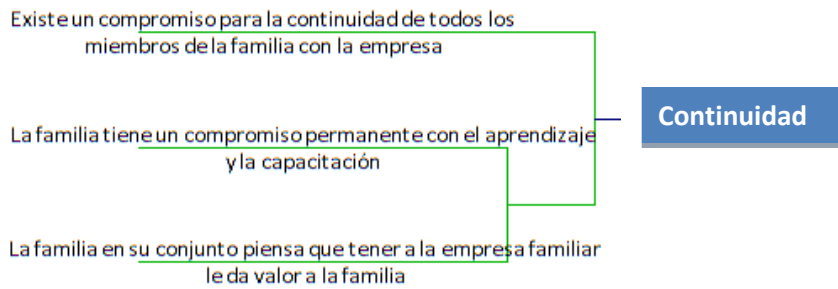 Existe un compromiso para la continuidad de todos los
miembros de la familia con la empresa
Continuidad
La familia tiene un compromiso permanente con el aprendizaje
y la capacitación
La familia en su conjunto piensa que tener a la empresa familiar
le da valor a la familia